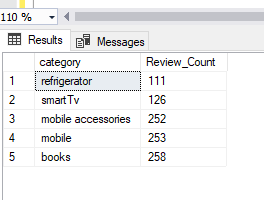 110 %
Results Messages
category Review_Count
1 refrigerator 111
2 smartTv 126
3 mobile accessories 252
4 mobile 253
5 books 258